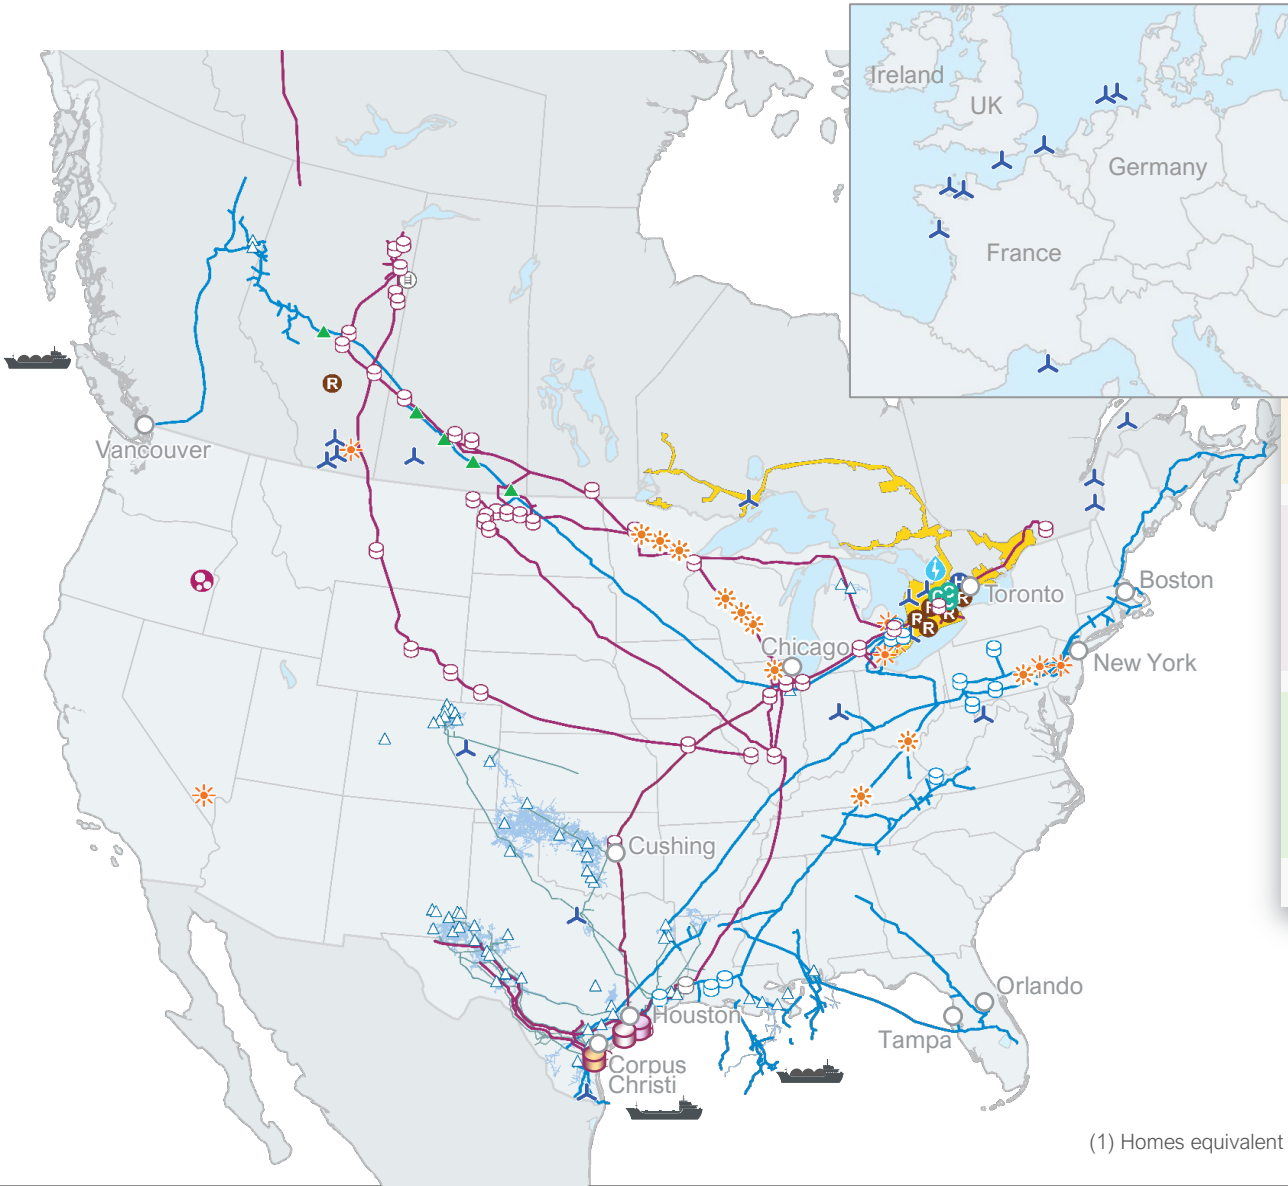 Ireland
UK
Germany
France
Vancouver
Toronto
Boston
Chicago
New York
Cushing
Orlando
Houston
Tampa
Corpus
Christi
R
R
R
R
R
R
(1) Homes equivalent